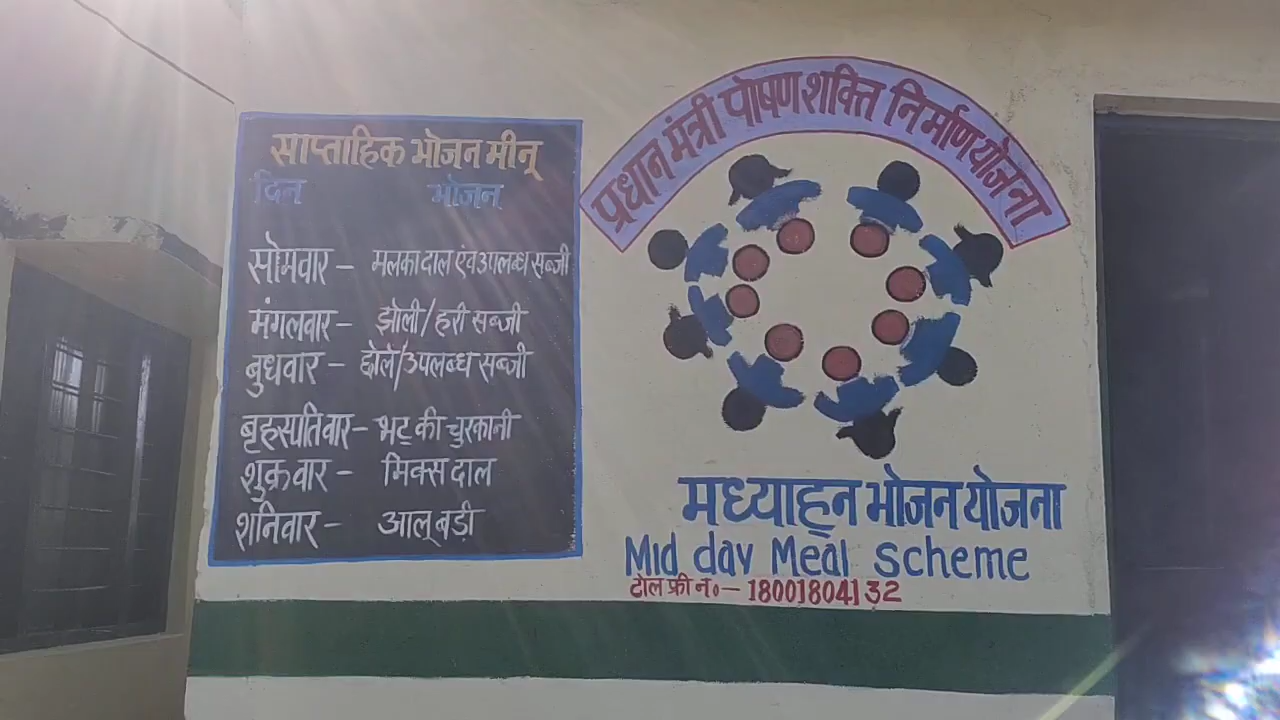 साप्ताहिक भोजन मीनू
दिन भोजन
सोमवार – मलका दाल एंव उपलब्ध सब्जी
मंगलवार – झोली/हरी सब्जी
बुधवार – छोले/उपलब्ध सब्जी
बृहस्पतिवार – भट् की चुरकानी
शुक्रवार – मिक्स दाल
शनिवार – आलू बड़ी
प्रधान मंत्री पोषण शक्ति निर्माण योजना
मध्याह्न भोजन योजना
Mid day Meal scheme
टोल फ्री नं० – 18001804132